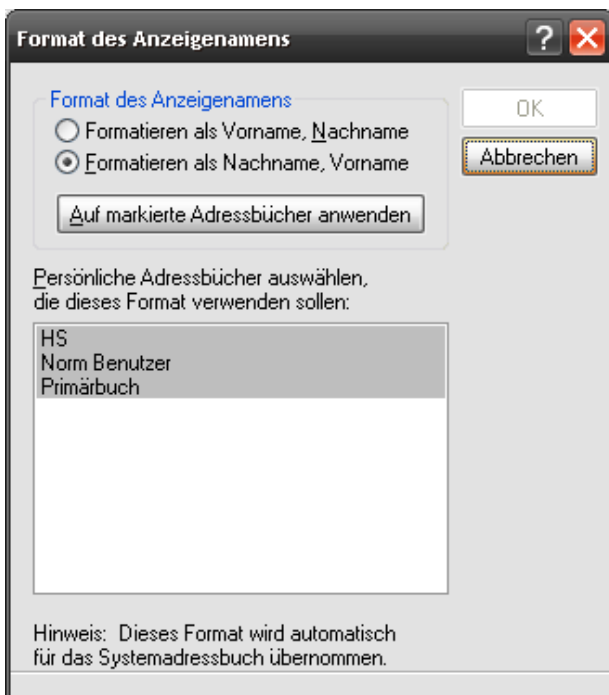 Format des Anzeigenamens
?
Format des Anzeigenamens
Formatieren als Vorname, Nachname
Formatieren als Nachname, Vorname
Auf markierte Adressbücher anwenden
OK
Abbrechen
Persönliche Adressbücher auswählen,
die dieses Format verwenden sollen:
HS
Norm Benutzer
Primärbuch
Hinweis: Dieses Format wird automatisch
für das Systemadressbuch übernommen.